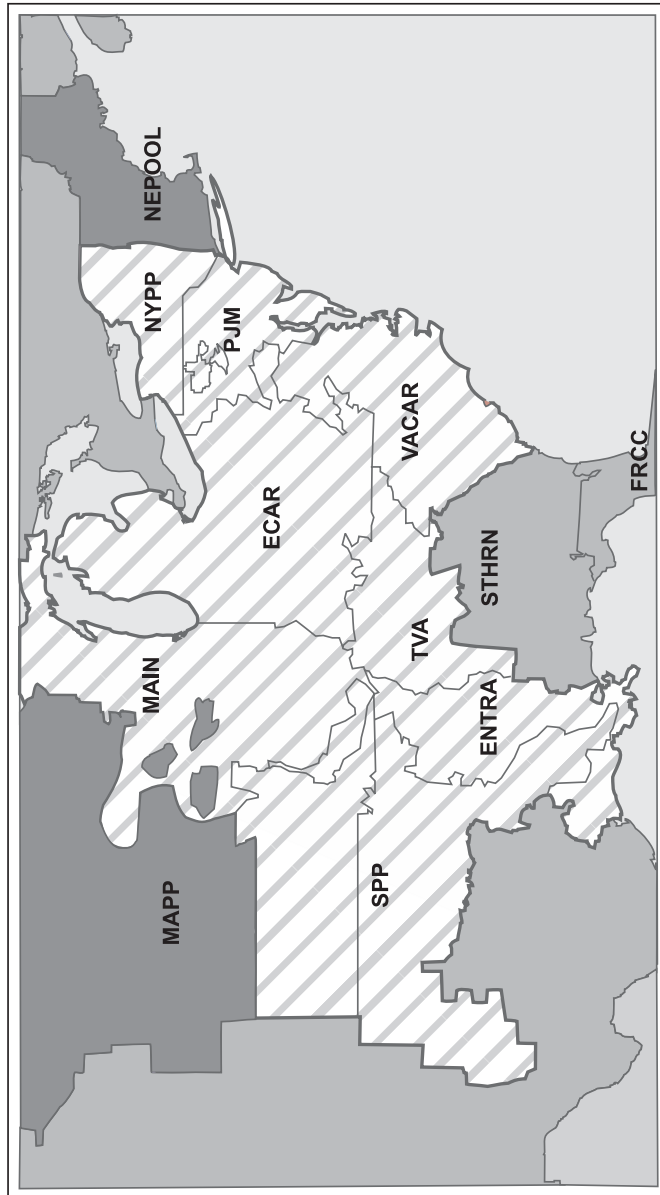 NEPOOL
NYPP
PJM
VACAR
ECAR
FRCC
STHRN
TVA
MAIN
ENTRA
SPP
MAPP